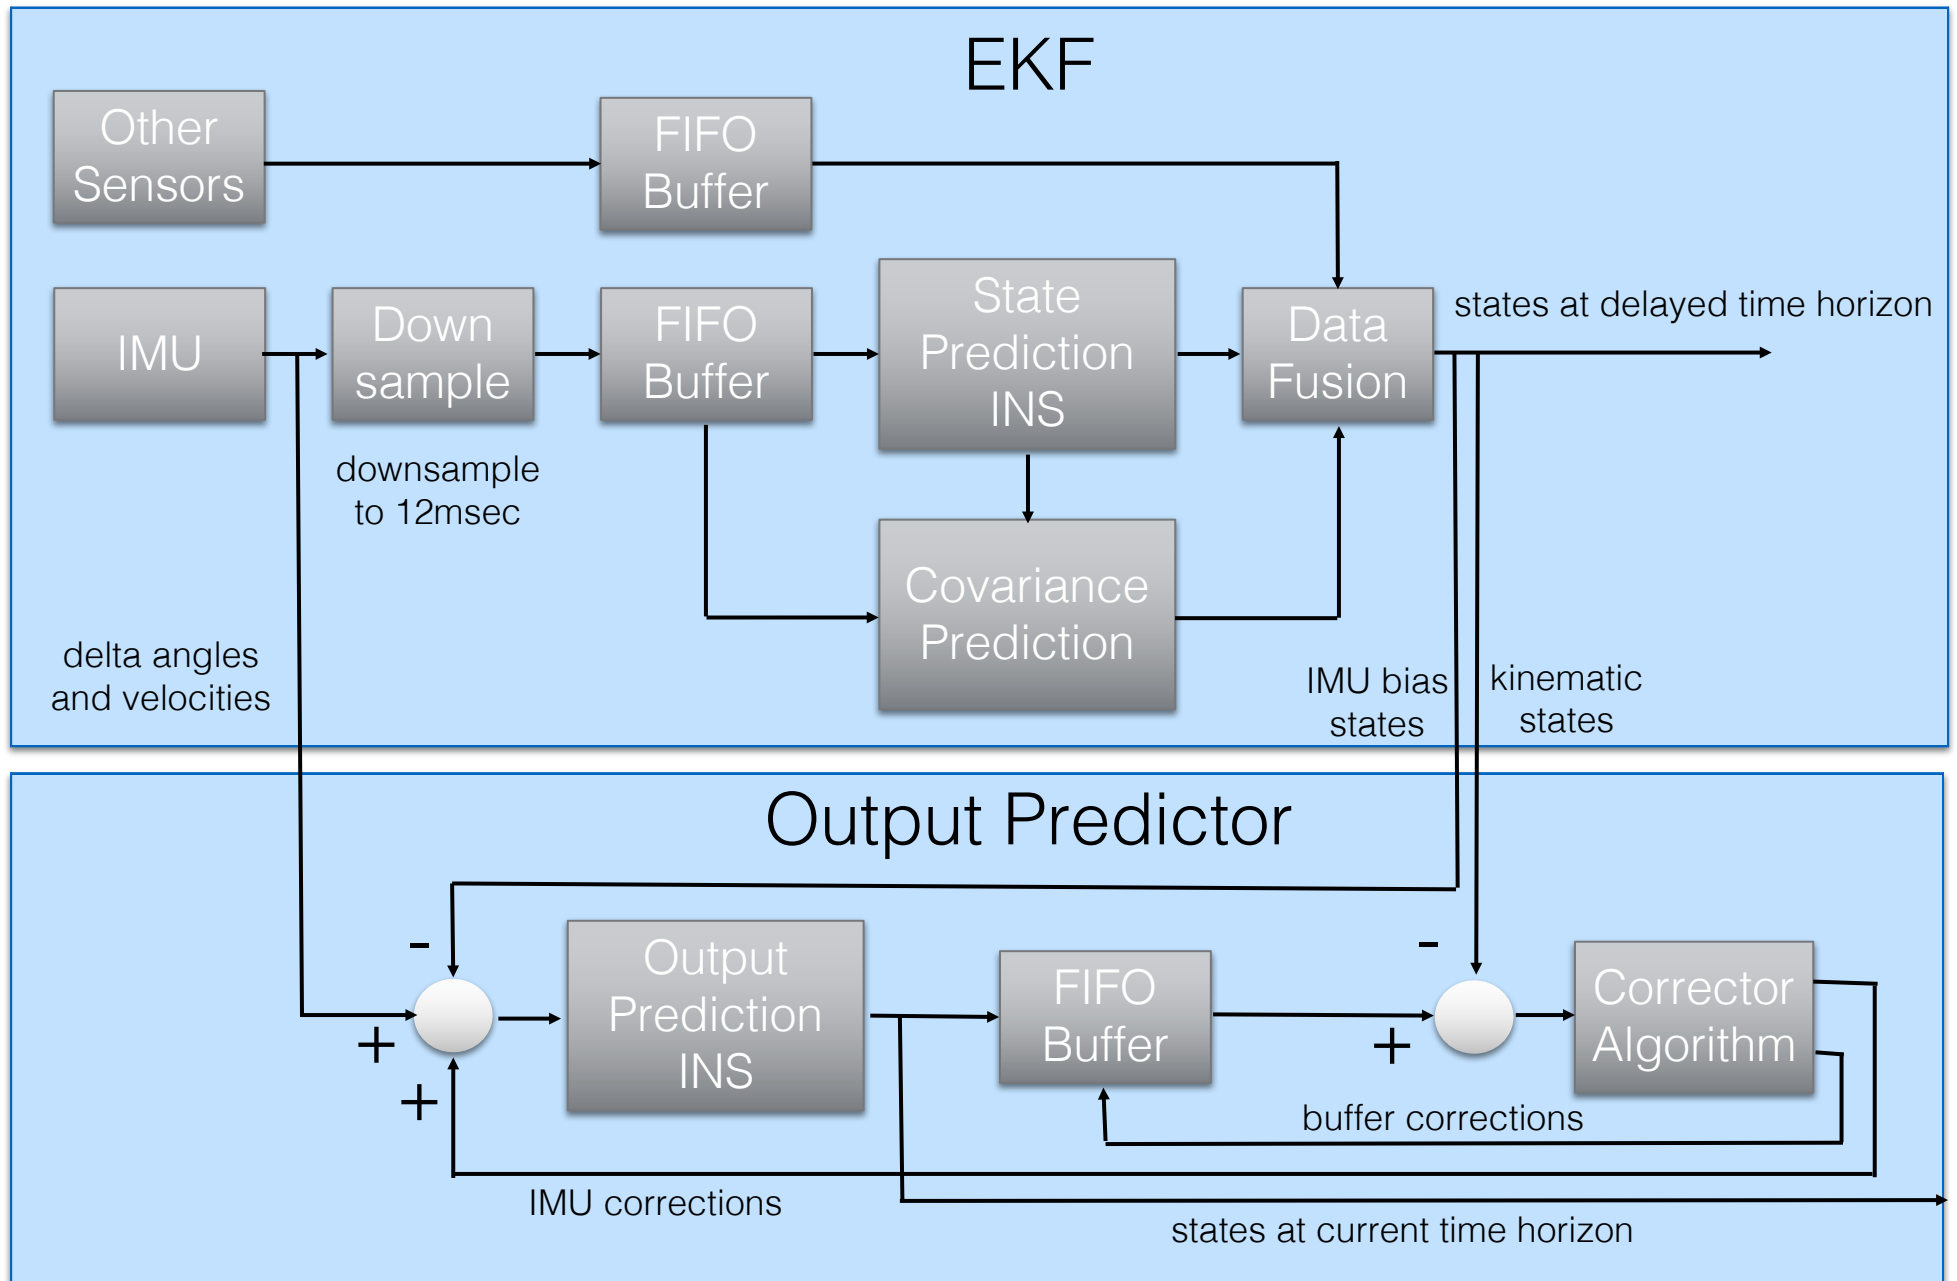 EKF
Other
Sensors
FIFO
Buffer
IMU
Down
sample
FIFO
Buffer
State
Prediction
INS
Data
Fusion
states at delayed time horizon
downsample
to 12msec
Covariance
Prediction
delta angles
and velocities
IMU bias
states
kinematic
states
Output Predictor
-
+
+
Output
Prediction
INS
FIFO
Buffer
-
+
Corrector
Algorithm
buffer corrections
IMU corrections
states at current time horizon